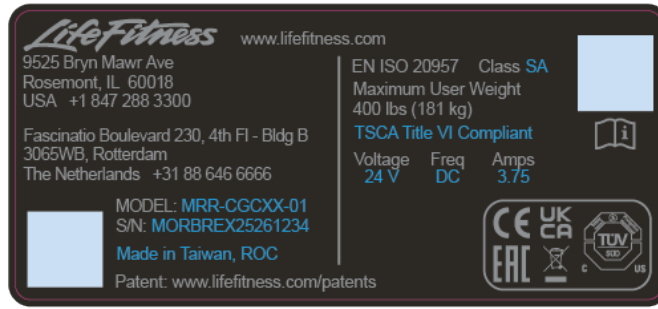 LifeFitness www.lifefitness.com
9525 Bryn Mawr Ave
Rosemont, IL 60018
USA +1 847 288 3300
Fascinatio Boulevard 230, 4th Fl - Bldg B
3065WB, Rotterdam
The Netherlands +31 88 646 6666
MODEL: MRR-CGCXX-01
S/N: MORBREX25261234
Made in Taiwan, ROC
Patent: www.lifefitness.com/patents
EN ISO 20957 Class SA
Maximum User Weight
400 lbs (181 kg)
TSCA Title VI Compliant
Voltage Freq Amps
24 V DC 3.75
CE UK CA
EAC
TÜV
SÜD
C US